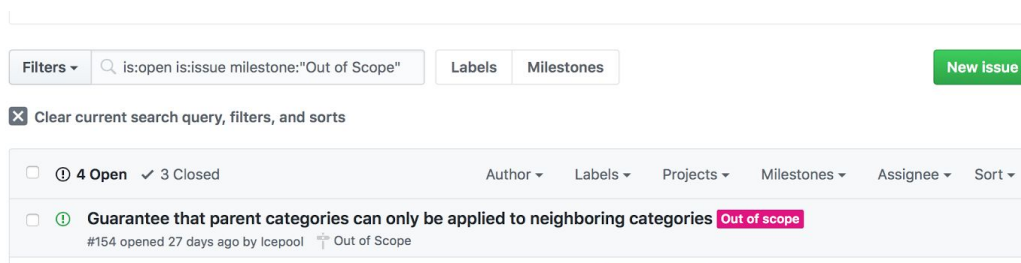 Filters is:open is:issue milestone:"Out of Scope" Labels Milestones New issue
Clear current search query, filters, and sorts
4 Open 3 Closed Author Labels Projects Milestones Assignee Sort
Guarantee that parent categories can only be applied to neighboring categories Out of scope
#154 opened 27 days ago by Icepool Out of Scope